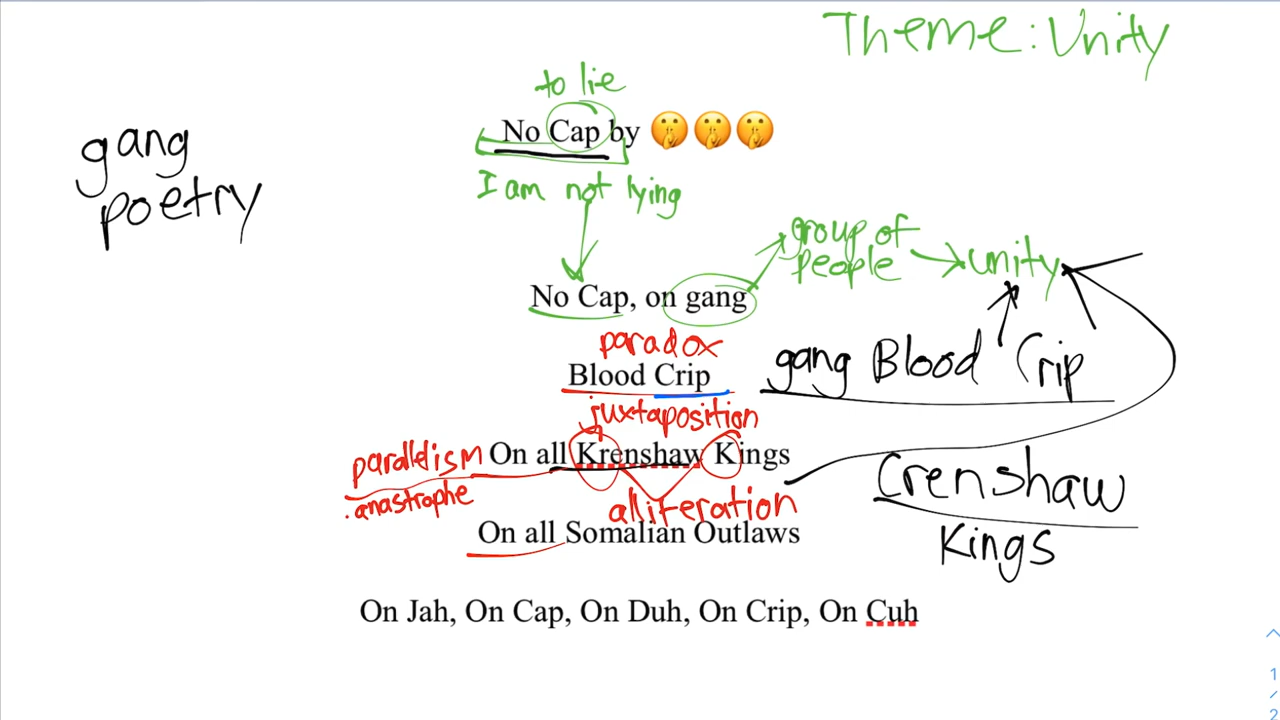 Theme: Unity
to lie
No Cap by 🤫🤫🤫
gang
poetry
I am not lying
group of
people
unity
No Cap, on gang
paradox
Blood Crip
gang Blood Crip
juxtaposition
parallelism
On all Krenshaw Kings
anastrophe
alliteration
Crenshaw
Kings
On all Somalian Outlaws
On Jah, On Cap, On Duh, On Crip, On Cuh
1
/
2